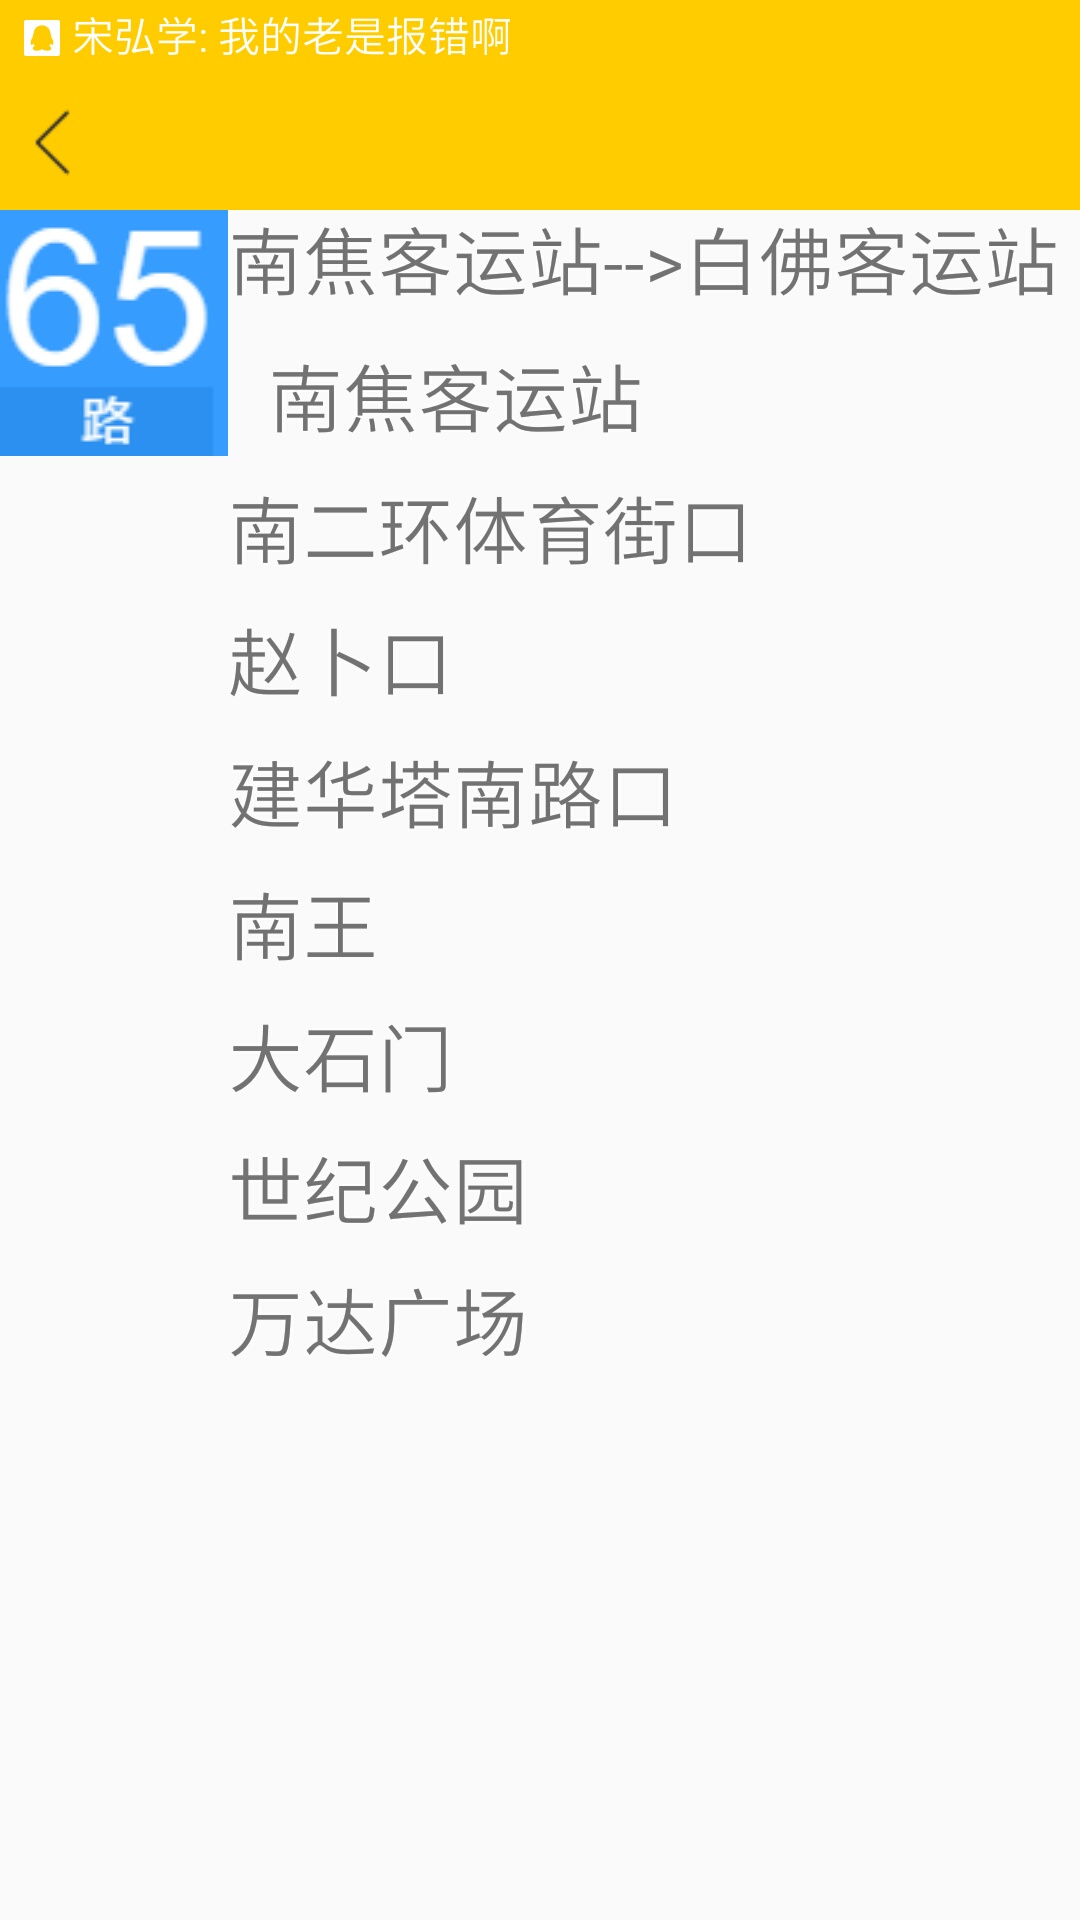 宋弘学: 我的老是报错啊
65
路
南焦客运站-->白佛客运站
南焦客运站
南二环体育街口
赵卜口
建华塔南路口
南王
大石门
世纪公园
万达广场